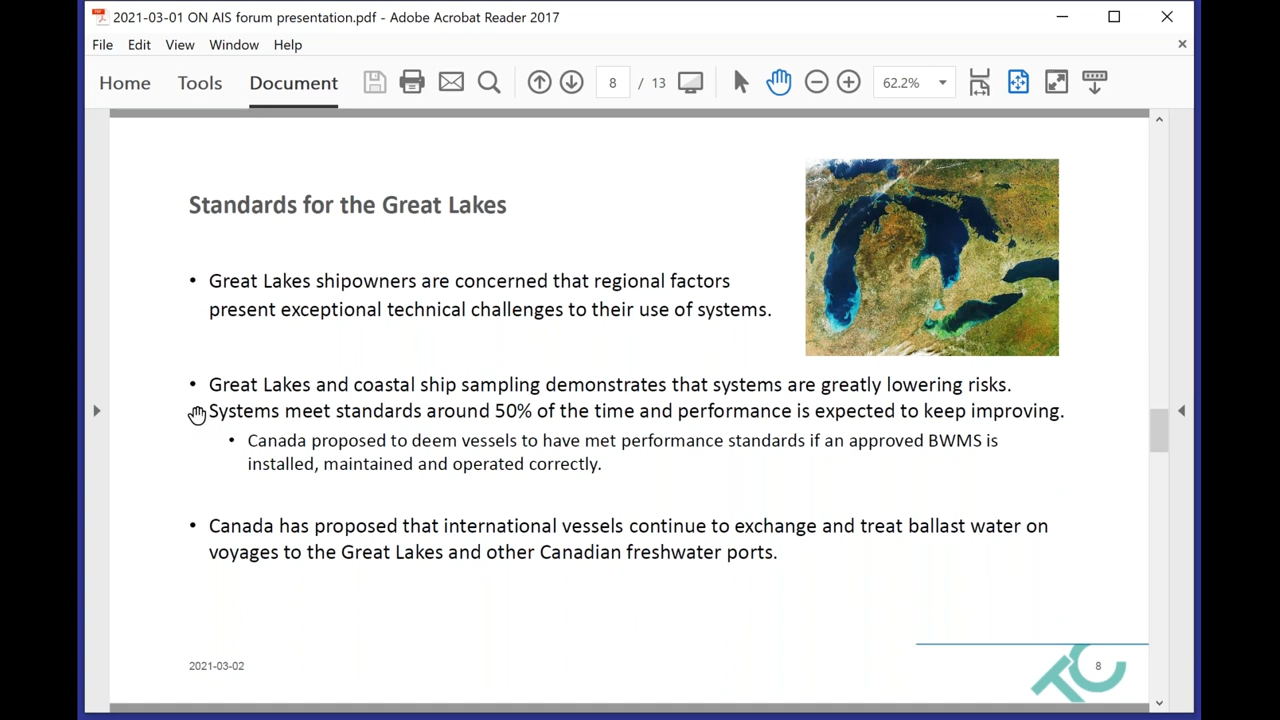 2021-03-01 ON AIS forum presentation.pdf - Adobe Acrobat Reader 2017
File Edit View Window Help
Home Tools Document 8 / 13 62.2%
Standards for the Great Lakes
• Great Lakes shipowners are concerned that regional factors
present exceptional technical challenges to their use of systems.
• Great Lakes and coastal ship sampling demonstrates that systems are greatly lowering risks.
Systems meet standards around 50% of the time and performance is expected to keep improving.
• Canada proposed to deem vessels to have met performance standards if an approved BWMS is
installed, maintained and operated correctly.
• Canada has proposed that international vessels continue to exchange and treat ballast water on
voyages to the Great Lakes and other Canadian freshwater ports.
2021-03-02
TC 8